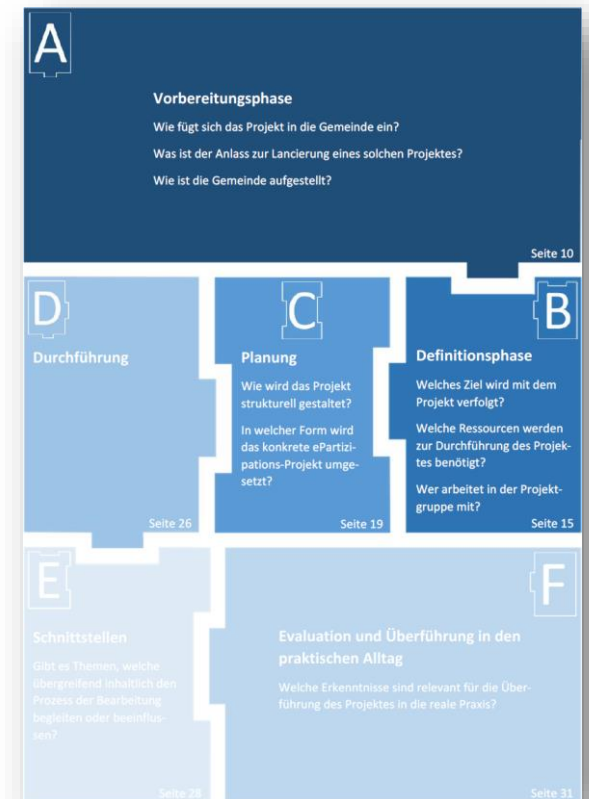 A
Vorbereitungsphase
Wie fügt sich das Projekt in die Gemeinde ein?
Was ist der Anlass zur Lancierung eines solchen Projektes?
Wie ist die Gemeinde aufgestellt?
Seite 10
D
Durchführung
Seite 26
C
Planung
Wie wird das Projekt
strukturell gestaltet?
In welcher Form wird
das konkrete ePartizi-
pations-Projekt umge-
setzt?
Seite 19
B
Definitionsphase
Welches Ziel wird mit dem
Projekt verfolgt?
Welche Ressourcen werden
zur Durchführung des Projek-
tes benötigt?
Wer arbeitet in der Projekt-
gruppe mit?
Seite 15
E
Schnittstellen
Gibt es Themen, welche
übergreifend inhaltlich den
Prozess der Bearbeitung
begleiten oder beeinflus-
sen?
Seite 28
F
Evaluation und Überführung in den
praktischen Alltag
Welche Erkenntnisse sind relevant für die Über-
führung des Projektes in die reale Praxis?
Seite 31